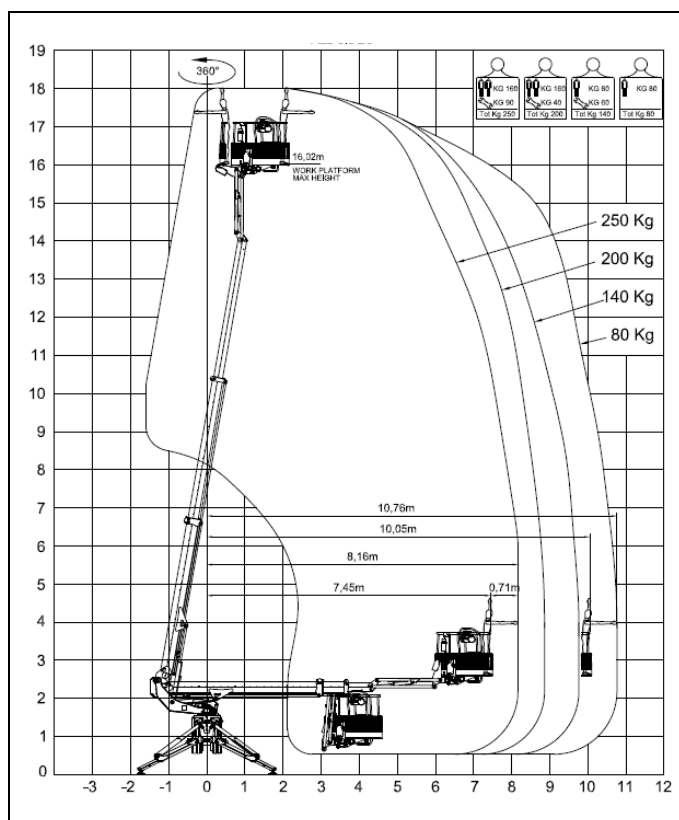 19
18
17
16
15
14
13
12
11
10
9
8
7
6
5
4
3
2
1
0
360°
KG 160
KG 90
Tot Kg 250
KG 160
KG 40
Tot Kg 200
KG 80
KG 60
Tot Kg 140
KG 80
Tot Kg 80
16,02m
WORK PLATFORM
MAX HEIGHT
250 Kg
200 Kg
140 Kg
80 Kg
10,76m
10,05m
8,16m
7,45m
0,71m
-3 -2 -1 0 1 2 3 4 5 6 7 8 9 10 11 12